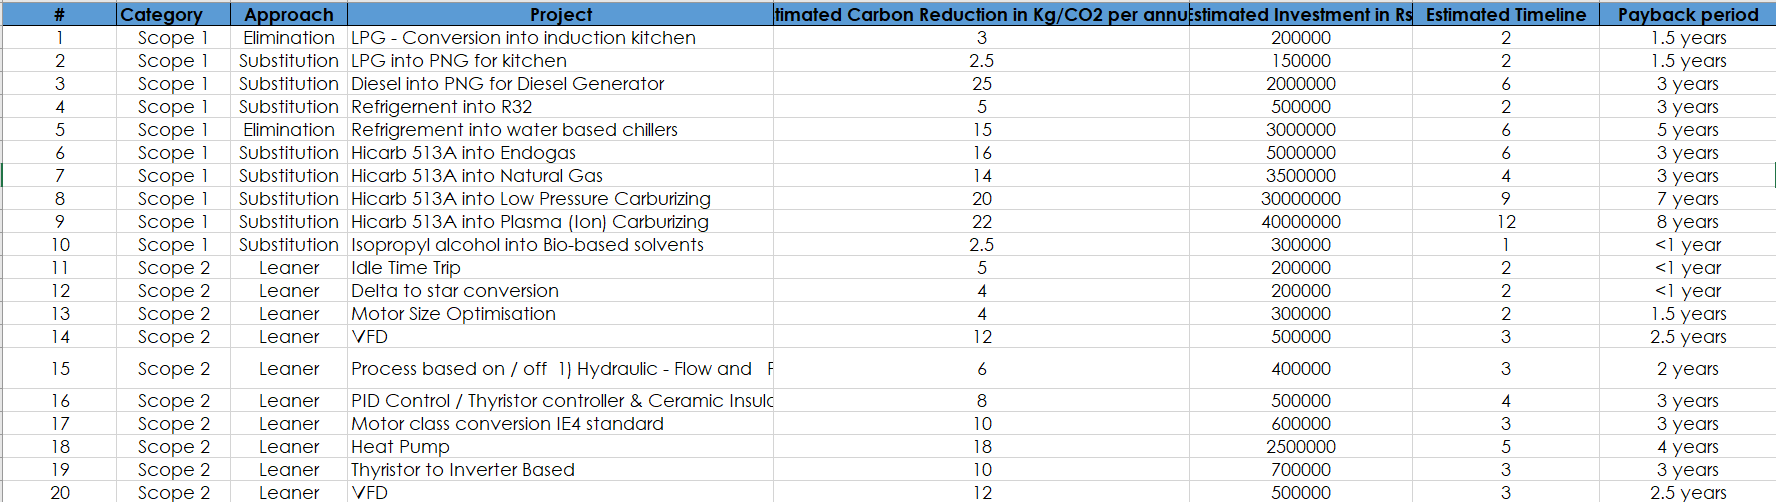 # Category Approach Project timated Carbon Reduction in Kg/CO2 per annu Estimated Investment in Rs Estimated Timeline Payback period
1 Scope 1 Elimination LPG - Conversion into induction kitchen 3 200000 2 1.5 years
2 Scope 1 Substitution LPG into PNG for kitchen 2.5 150000 2 1.5 years
3 Scope 1 Substitution Diesel into PNG for Diesel Generator 25 2000000 6 3 years
4 Scope 1 Substitution Refrigernent into R32 5 500000 2 3 years
5 Scope 1 Elimination Refrigrement into water based chillers 15 3000000 6 5 years
6 Scope 1 Substitution Hicarb 513A into Endogas 16 5000000 6 3 years
7 Scope 1 Substitution Hicarb 513A into Natural Gas 14 3500000 4 3 years
8 Scope 1 Substitution Hicarb 513A into Low Pressure Carburizing 20 30000000 9 7 years
9 Scope 1 Substitution Hicarb 513A into Plasma (Ion) Carburizing 22 40000000 12 8 years
10 Scope 1 Substitution Isopropyl alcohol into Bio-based solvents 2.5 300000 1 <1 year
11 Scope 2 Leaner Idle Time Trip 5 200000 2 <1 year
12 Scope 2 Leaner Delta to star conversion 4 200000 2 <1 year
13 Scope 2 Leaner Motor Size Optimisation 4 300000 2 1.5 years
14 Scope 2 Leaner VFD 12 500000 3 2.5 years
15 Scope 2 Leaner Process based on / off 1) Hydraulic - Flow and 6 400000 3 2 years
16 Scope 2 Leaner PID Control / Thyristor controller & Ceramic Insula 8 500000 4 3 years
17 Scope 2 Leaner Motor class conversion IE4 standard 10 600000 3 3 years
18 Scope 2 Leaner Heat Pump 18 2500000 5 4 years
19 Scope 2 Leaner Thyristor to Inverter Based 10 700000 3 3 years
20 Scope 2 Leaner VFD 12 500000 3 2.5 years